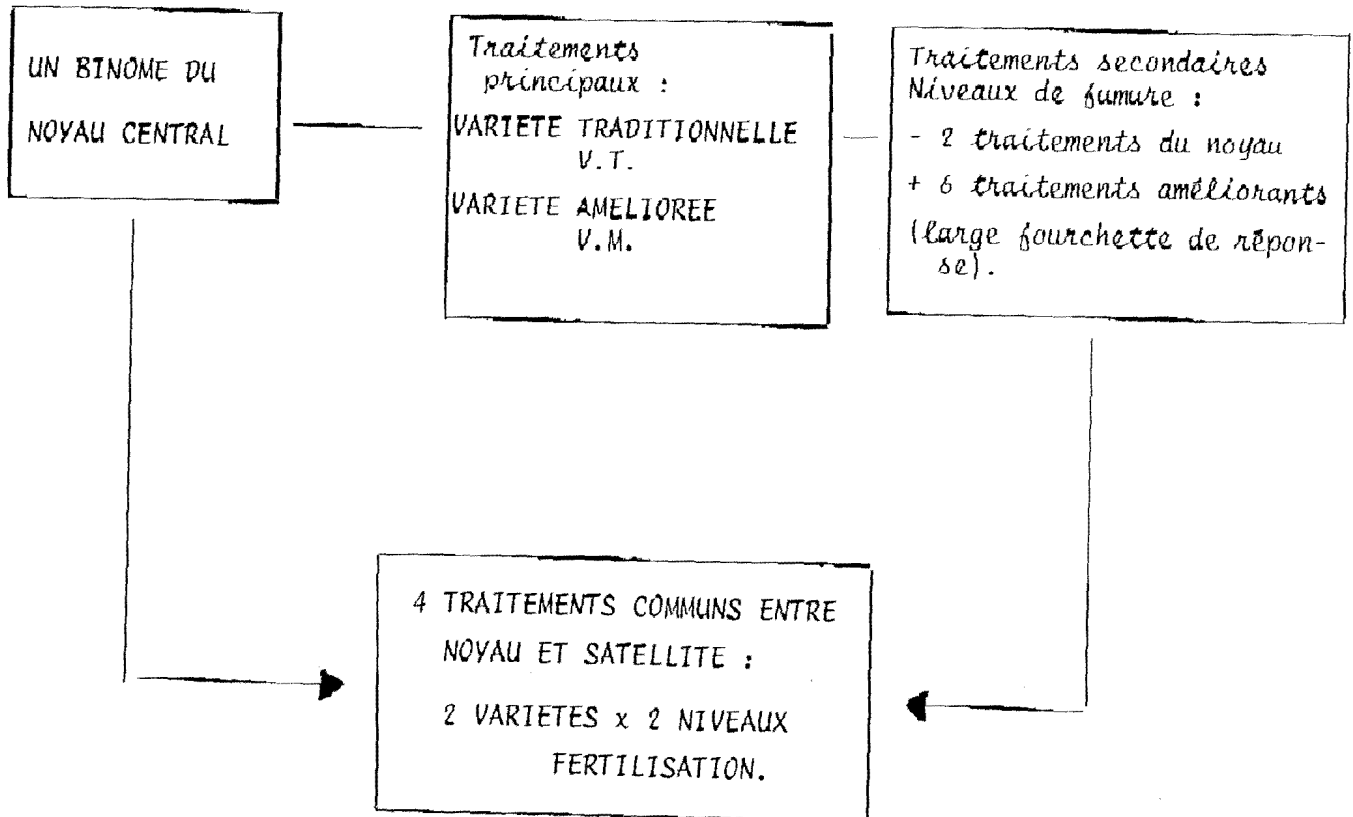 UN BINOME DU
NOYAU CENTRAL
Traitements
principaux :
VARIETE TRADITIONNELLE
V.T.
VARIETE AMELIOREE
V.M.
Traitements secondaires
Niveaux de fumure :
- 2 traitements du noyau
+ 6 traitements améliorants
(large fourchette de répon-
se).
4 TRAITEMENTS COMMUNS ENTRE
NOYAU ET SATELLITE :
2 VARIETES x 2 NIVEAUX
FERTILISATION.